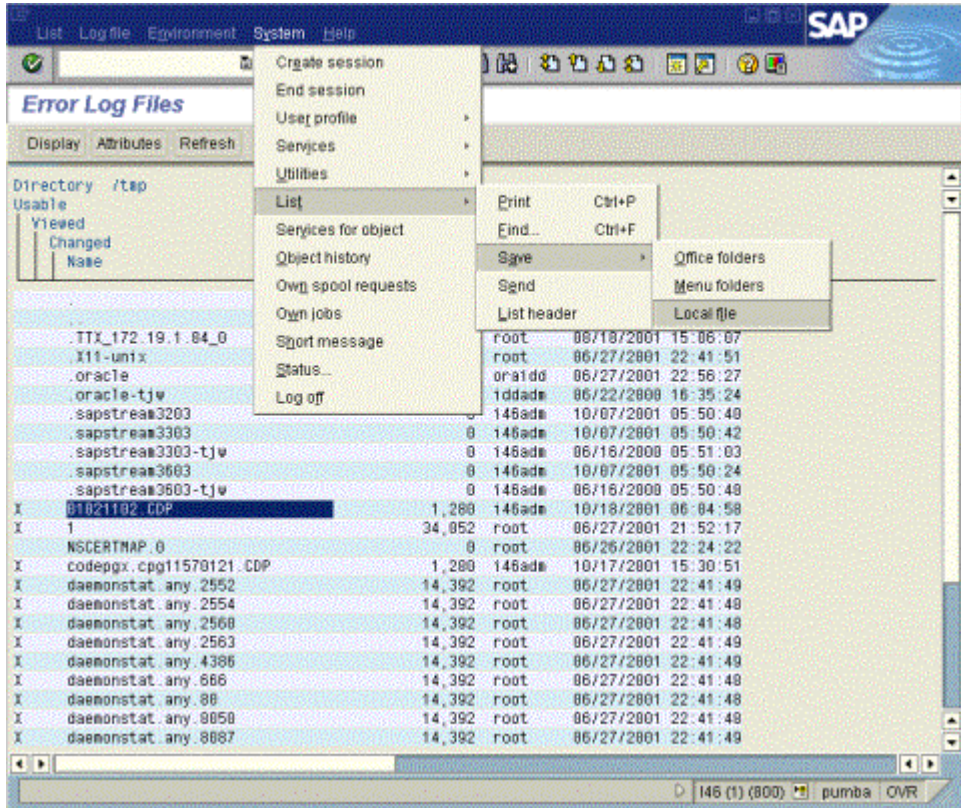 List Logfile Environment System Help
SAP
Error Log Files
Display Attributes Refresh
Create session
End session
User profile
Services
Utilities
List
Services for object
Object history
Own spool requests
Own jobs
Short message
Status...
Log off
Print Ctrl+P
Find... Ctrl+F
Save
Send
List header
Office folders
Menu folders
Local file
Directory /tmp
Usable
Viewed
Changed
Name
.
..
.TTX_172.19.1.84_0 root 08/18/2001 15:06:07
.X11-unix root 06/27/2001 22:41:51
.oracle oraidd 06/27/2001 22:56:27
.oracle-tjw iddadm 06/22/2000 16:35:24
.sapstream3203 0 146adm 10/07/2001 05:50:40
.sapstream3303 0 146adm 10/07/2001 05:50:42
.sapstream3303-tjw 0 146adm 06/16/2000 05:51:03
.sapstream3603 0 146adm 10/07/2001 05:50:24
.sapstream3603-tjw 0 146adm 06/16/2000 05:50:48
X 01021102.CDP 1,280 146adm 10/18/2001 06:04:58
X 1 34,052 root 06/27/2001 21:52:17
NSCERTMAP.0 0 root 06/26/2001 22:24:22
X codepgx.cpg11570121.CDP 1,280 146adm 10/17/2001 15:30:51
X daemonstat.any.2552 14,392 root 06/27/2001 22:41:49
X daemonstat.any.2554 14,392 root 06/27/2001 22:41:48
X daemonstat.any.2560 14,392 root 06/27/2001 22:41:48
X daemonstat.any.2563 14,392 root 06/27/2001 22:41:49
X daemonstat.any.4386 14,392 root 06/27/2001 22:41:49
X daemonstat.any.666 14,392 root 06/27/2001 22:41:48
X daemonstat.any.80 14,392 root 06/27/2001 22:41:48
X daemonstat.any.8050 14,392 root 06/27/2001 22:41:48
X daemonstat.any.8087 14,392 root 06/27/2001 22:41:49
I46 (1) (800) pumba OVR